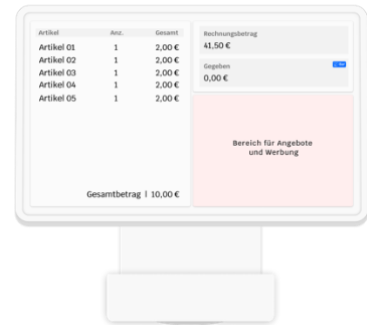 Artikel Anz. Gesamt
Artikel 01 1 2,00 €
Artikel 02 1 2,00 €
Artikel 03 1 2,00 €
Artikel 04 1 2,00 €
Artikel 05 1 2,00 €
Gesamtbetrag | 10,00 €
Rechnungsbetrag
41,50 €
Gegeben
0,00 €
Bereich für Angebote
und Werbung